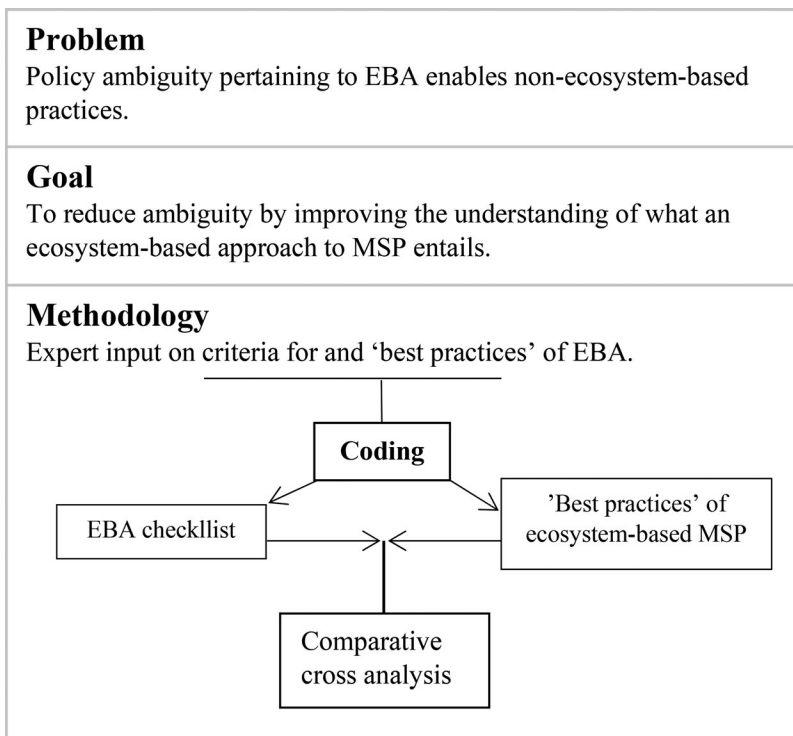 Problem
Policy ambiguity pertaining to EBA enables non-ecosystem-based
practices.
Goal
To reduce ambiguity by improving the understanding of what an
ecosystem-based approach to MSP entails.
Methodology
Expert input on criteria for and ‘best practices’ of EBA.
Coding
EBA checkllist
’Best practices’ of
ecosystem-based MSP
Comparative
cross analysis